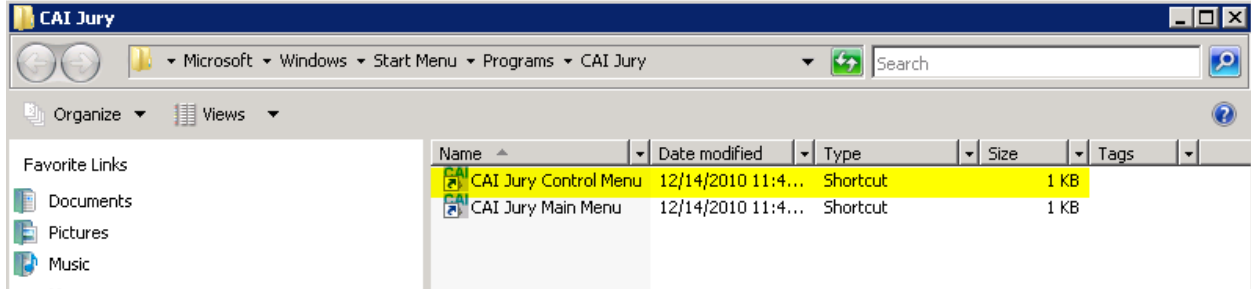 CAI Jury
Microsoft Windows Start Menu Programs CAI Jury Search
Organize Views
Favorite Links
Documents
Pictures
Music
Name Date modified Type Size Tags
CAI Jury Control Menu 12/14/2010 11:4... Shortcut 1 KB
CAI Jury Main Menu 12/14/2010 11:4... Shortcut 1 KB